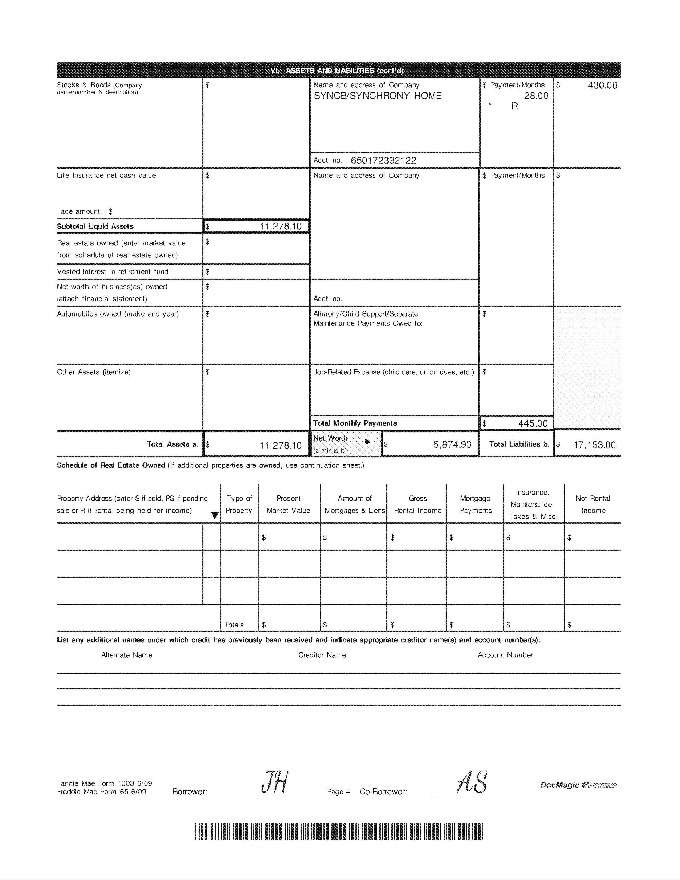 VI. ASSETS AND LIABILITIES (cont'd)
Stocks & Bonds (Company
name/number & description)
$
Name and address of Company
SYNCB/SYNCHRONY HOME
$ Payment/Months
28.00
* R
$ 430.00
Acct. no. 650172332122
Life insurance net cash value
$
Name and address of Company
$ Payment/Months
$
Face amount: $
Subtotal Liquid Assets
$ 11,278.10
Real estate owned (enter market value
from schedule of real estate owned)
$
Vested interest in retirement fund
$
Net worth of business(es) owned
(attach financial statement)
$
Acct. no.
Automobiles owned (make and year)
$
Alimony/Child Support/Separate
Maintenance Payments Owed to:
$
Other Assets (itemize)
$
Job-Related Expense (child care, union dues, etc.)
$
Total Monthly Payments
$ 445.00
Total Assets a.
$ 11,278.10
Net Worth
(a minus b)
$ 5,874.90
Total Liabilities b.
$ 17,153.00
Schedule of Real Estate Owned (If additional properties are owned, use continuation sheet.)
Property Address (enter S if sold, PS if pending
sale or R if rental being held for income)
Type of
Property
Present
Market Value
Amount of
Mortgages & Liens
Gross
Rental Income
Mortgage
Payments
Insurance,
Maintenance,
Taxes & Misc.
Net Rental
Income
$ $ $ $ $ $
Totals $ $ $ $ $ $
List any additional names under which credit has previously been received and indicate appropriate creditor name(s) and account number(s):
Alternate Name Creditor Name Account Number
Fannie Mae Form 1003 6/09
Freddie Mac Form 65 6/09
Borrower: JH
Page 4
Co-Borrower: AS
DocMagic